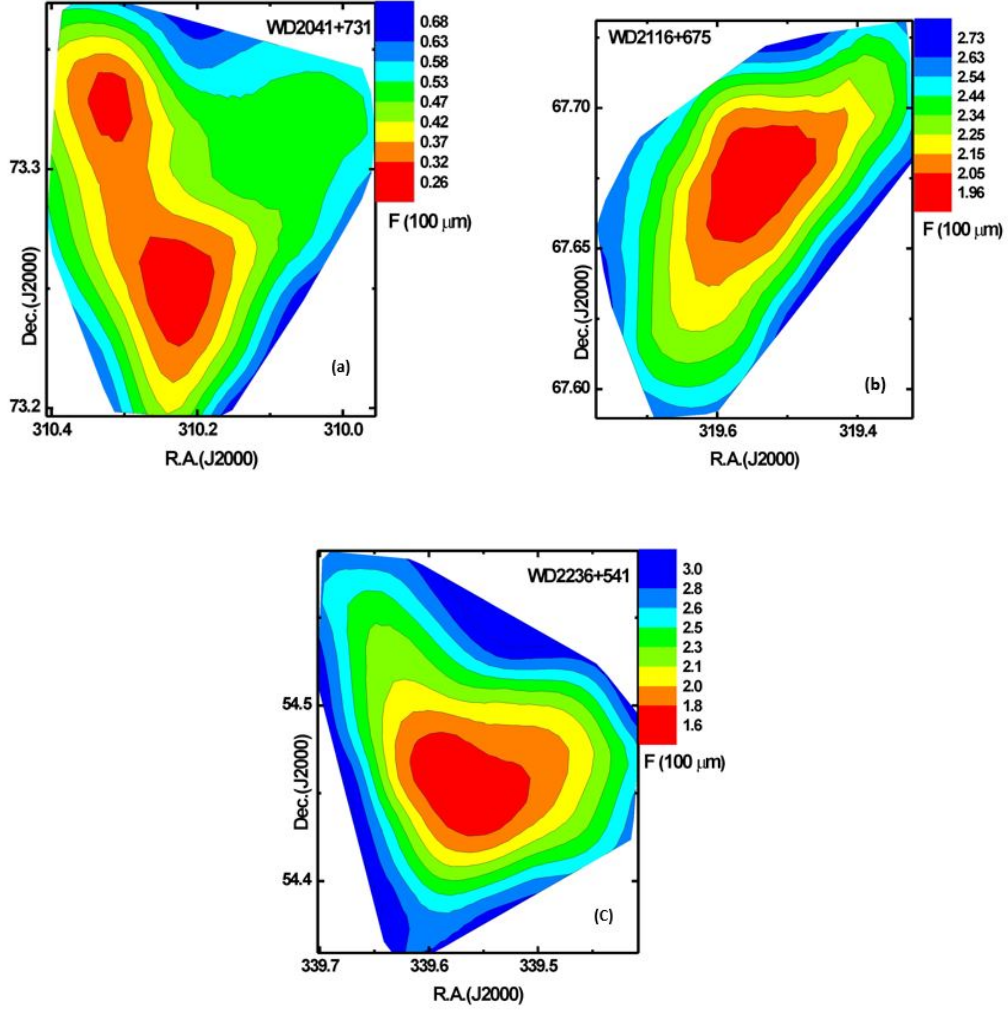 WD2041+731
0.68
0.63
0.58
0.53
0.47
0.42
0.37
0.32
0.26
F (100 μm)
73.3
73.2
Dec.(J2000)
(a)
310.4
310.2
310.0
R.A.(J2000)
WD2116+675
2.73
2.63
2.54
2.44
2.34
2.25
2.15
2.05
1.96
F (100 μm)
67.70
67.65
67.60
Dec.(J2000)
(b)
319.6
319.4
R.A.(J2000)
WD2236+541
3.0
2.8
2.6
2.5
2.3
2.1
2.0
1.8
1.6
F (100 μm)
54.5
54.4
Dec.(J2000)
(C)
339.7
339.6
339.5
R.A.(J2000)